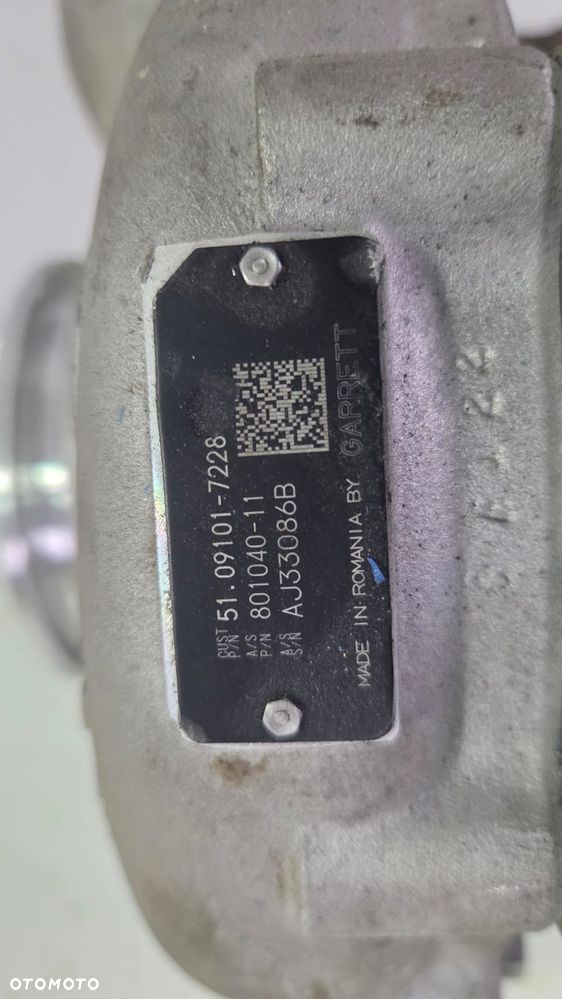 CUST P/N 51.09101-7228
A/S P/N 801040-11
A/S S/N AJ33086B
MADE IN ROMANIA BY GARRETT
OTOMOTO